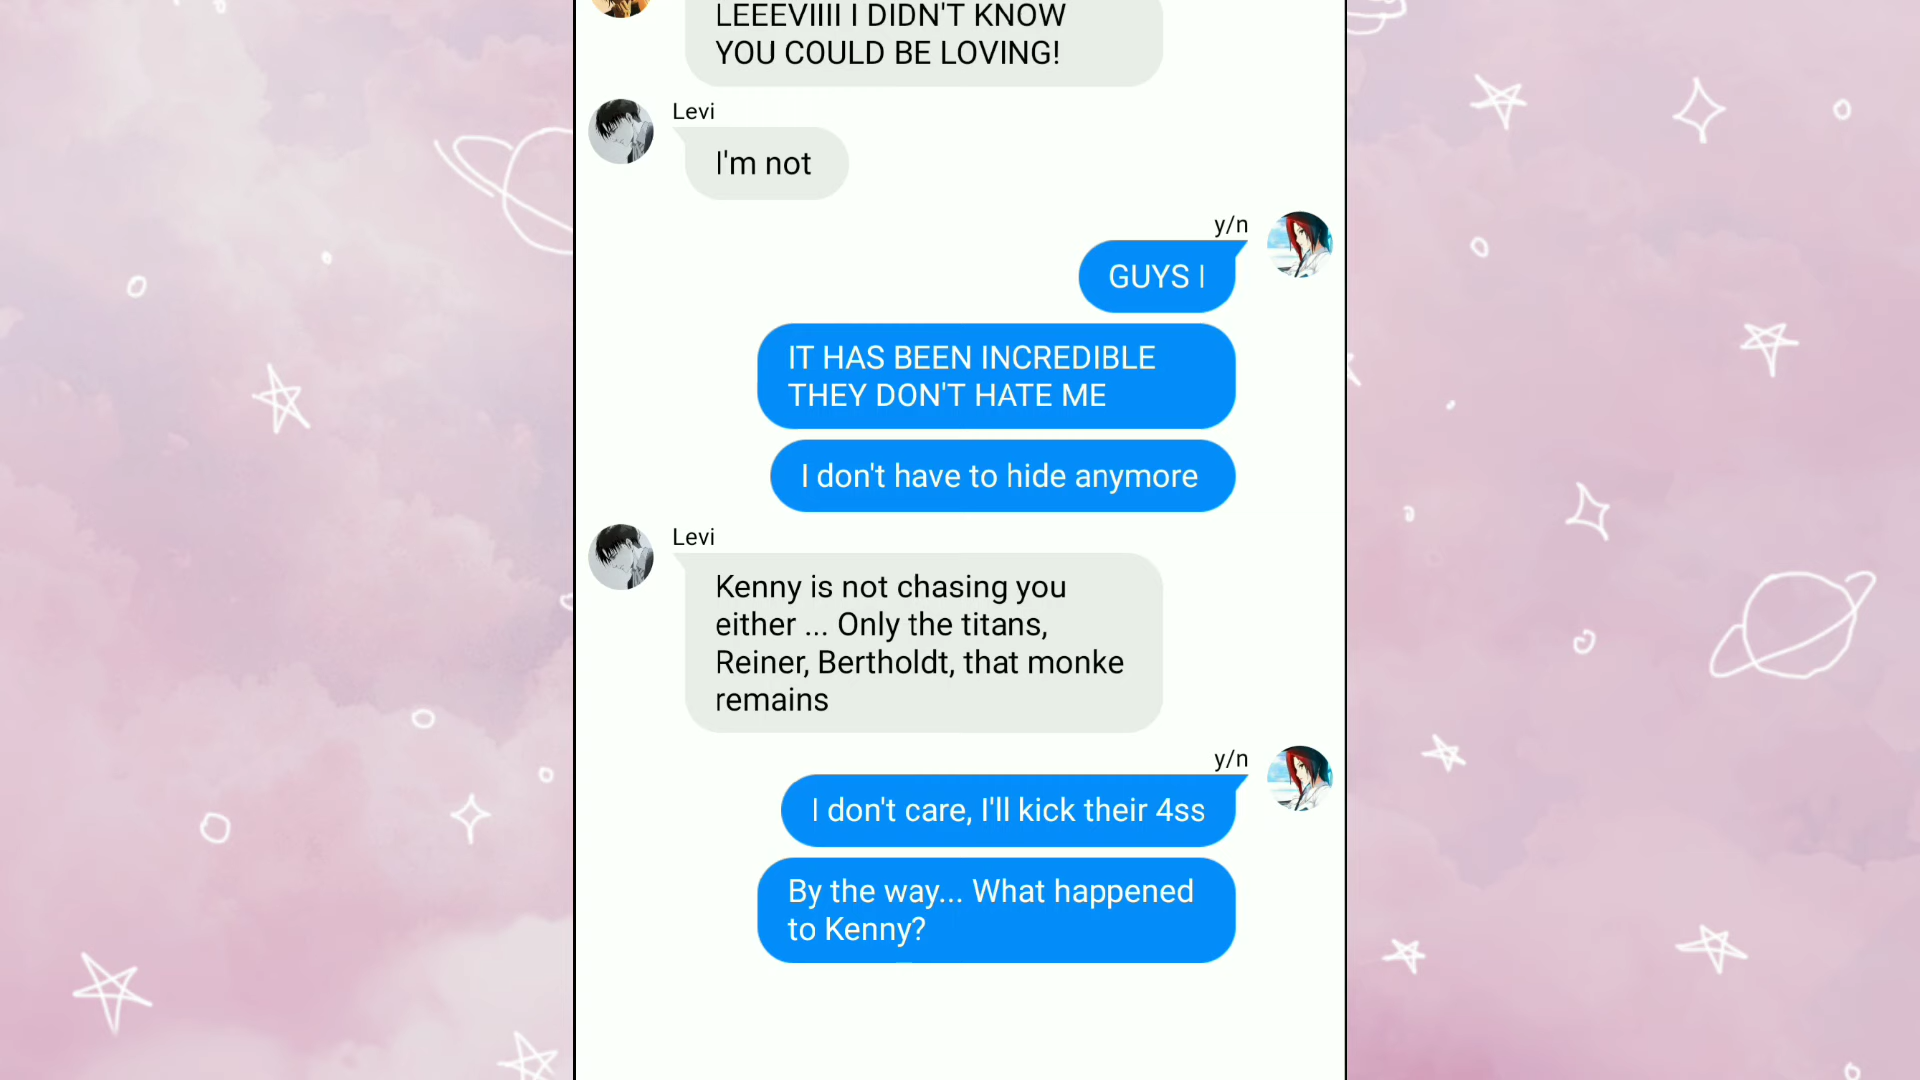 LEEEVIIII I DIDN'T KNOW
YOU COULD BE LOVING!
Levi
I'm not
y/n
GUYS I
IT HAS BEEN INCREDIBLE
THEY DON'T HATE ME
I don't have to hide anymore
Levi
Kenny is not chasing you
either ... Only the titans,
Reiner, Bertholdt, that monke
remains
y/n
I don't care, I'll kick their 4ss
By the way... What happened
to Kenny?